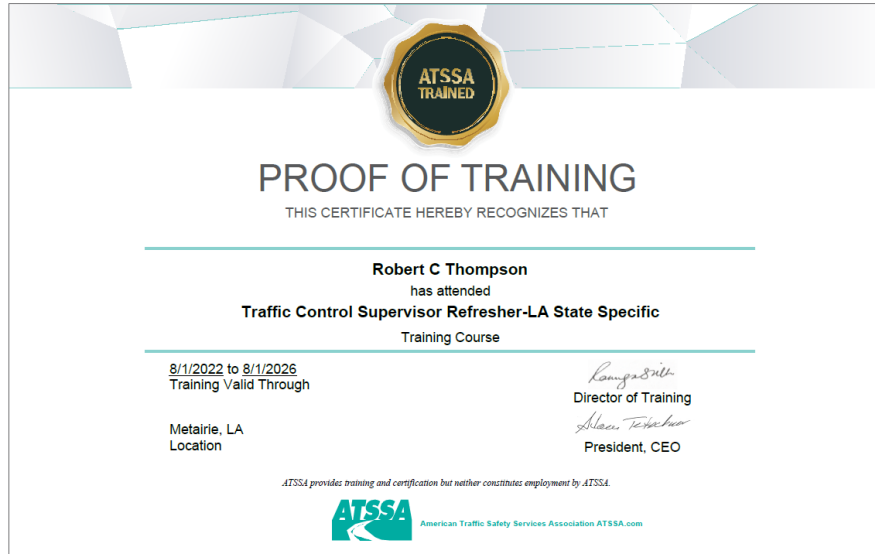 ATSSA
TRAINED
PROOF OF TRAINING
THIS CERTIFICATE HEREBY RECOGNIZES THAT
Robert C Thompson
has attended
Traffic Control Supervisor Refresher-LA State Specific
Training Course
8/1/2022 to 8/1/2026
Training Valid Through
Director of Training
Metairie, LA
Location
President, CEO
ATSSA provides training and certification but neither constitutes employment by ATSSA.
ATSSA
American Traffic Safety Services Association ATSSA.com